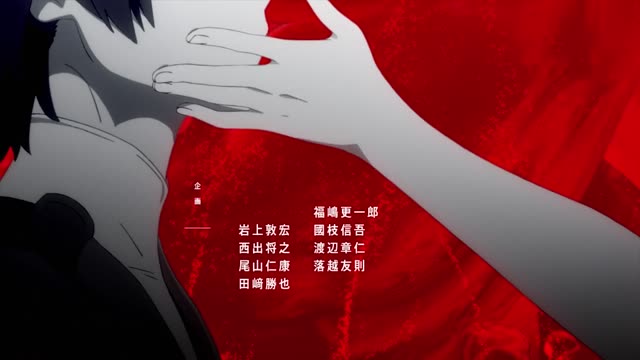 企画
福嶋更一郎
岩上敦宏 國枝信吾
西出将之 渡辺章仁
尾山仁康 落越友則
田﨑勝也